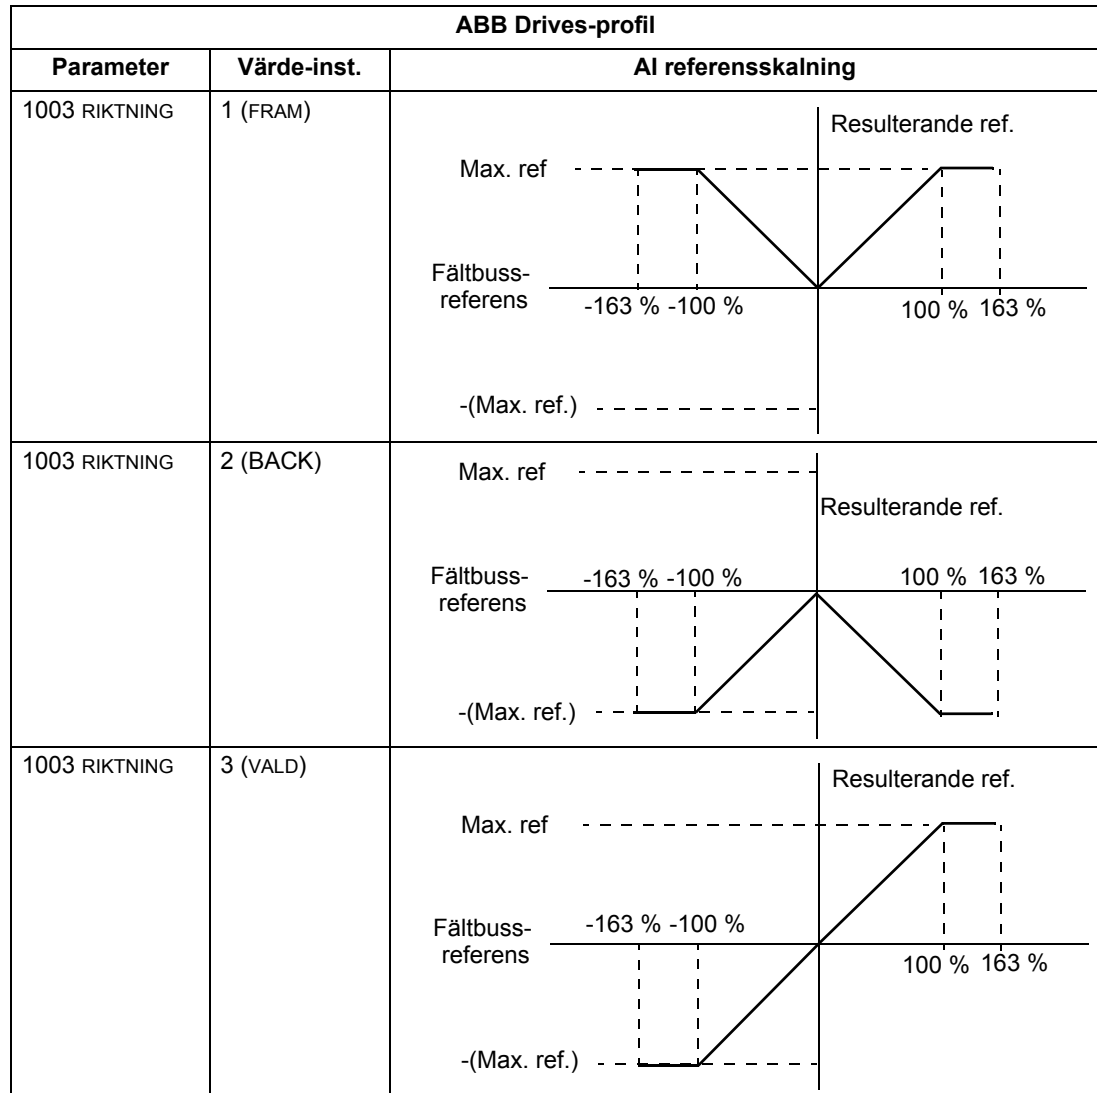 ABB Drives-profil
Parameter Värde-inst. AI referensskalning
1003 RIKTNING 1 (FRAM)
Resulterande ref.
Max. ref
Fältbuss-
referens
-163 % -100 %
100 % 163 %
-(Max. ref.)
1003 RIKTNING 2 (BACK)
Max. ref
Resulterande ref.
Fältbuss-
referens
-163 % -100 %
100 % 163 %
-(Max. ref.)
1003 RIKTNING 3 (VALD)
Resulterande ref.
Max. ref
Fältbuss-
referens
-163 % -100 %
100 % 163 %
-(Max. ref.)